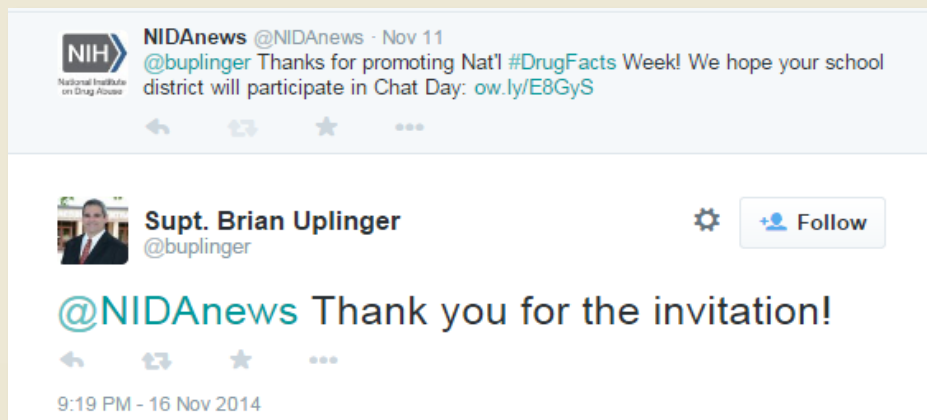 NIH
National Institute
on Drug Abuse
NIDAnews @NIDAnews · Nov 11
@buplinger Thanks for promoting Nat'l #DrugFacts Week! We hope your school
district will participate in Chat Day: ow.ly/E8GyS
Supt. Brian Uplinger
@buplinger
Follow
@NIDAnews Thank you for the invitation!
9:19 PM - 16 Nov 2014